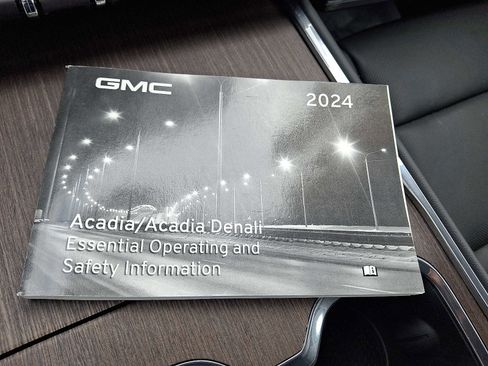 GMC
2024
Acadia/Acadia Denali
Essential Operating and
Safety Information